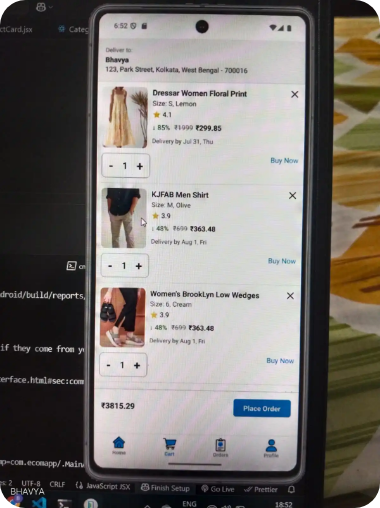 ctCard.jsx
Categ
6:52
Deliver to:
Bhavya
123, Park Street, Kolkata, West Bengal - 700016
Dressar Women Floral Print
Size: S, Lemon
4.1
↓ 85% ₹1999 ₹299.85
Delivery by Jul 31, Thu
- 1 +
Buy Now
KJFAB Men Shirt
Size: M, Olive
3.9
↓ 48% ₹699 ₹363.48
Delivery by Aug 1, Fri
- 1 +
Buy Now
Women's BrookLyn Low Wedges
Size: 6, Cream
3.9
↓ 48% ₹699 ₹363.48
Delivery by Aug 1, Fri
- 1 +
Buy Now
₹3815.29
Place Order
Home
Cart
Orders
Profile
droid/build/reports/
if they come from yo
erface.html#sec:com
pp=com.ecomapp/.Main
UTF-8 CRLF {} JavaScript JSX Finish Setup Go Live Prettier
BHAVYA
ENG
18:52